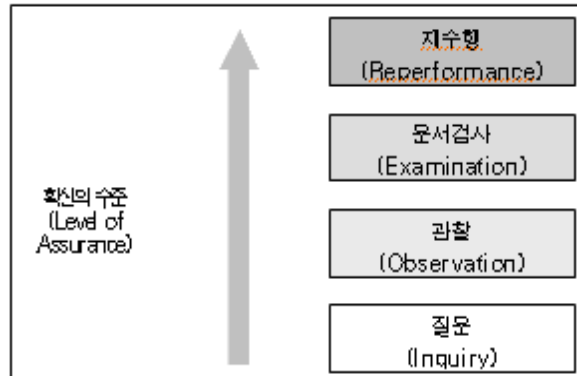 재수행
(Reperformance)
문서검사
(Examination)
확신의 수준
(Level of
Assurance)
관찰
(Observation)
질문
(Inquiry)